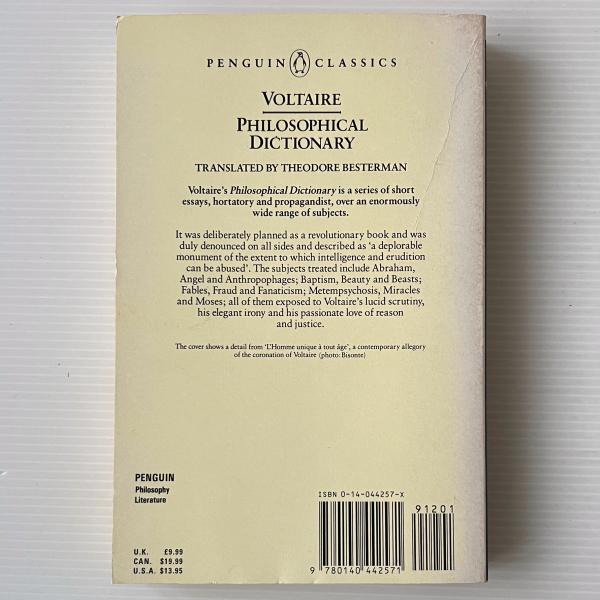 PENGUIN CLASSICS
VOLTAIRE
PHILOSOPHICAL
DICTIONARY
TRANSLATED BY THEODORE BESTERMAN
Voltaire's Philosophical Dictionary is a series of short
essays, hortatory and propagandist, over an enormously
wide range of subjects.
It was deliberately planned as a revolutionary book and was
duly denounced on all sides and described as 'a deplorable
monument of the extent to which intelligence and erudition
can be abused'. The subjects treated include Abraham,
Angel and Anthropophages; Baptism, Beauty and Beasts;
Fables, Fraud and Fanaticism; Metempsychosis, Miracles
and Moses; all of them exposed to Voltaire's lucid scrutiny,
his elegant irony and his passionate love of reason
and justice.
The cover shows a detail from 'L'Homme unique à tout âge', a contemporary allegory
of the coronation of Voltaire (photo: Bisonte)
PENGUIN
Philosophy
Literature
U.K. £9.99
CAN. $19.99
U.S.A. $13.95
ISBN 0-14-044257-X
91201
9 780140 442571